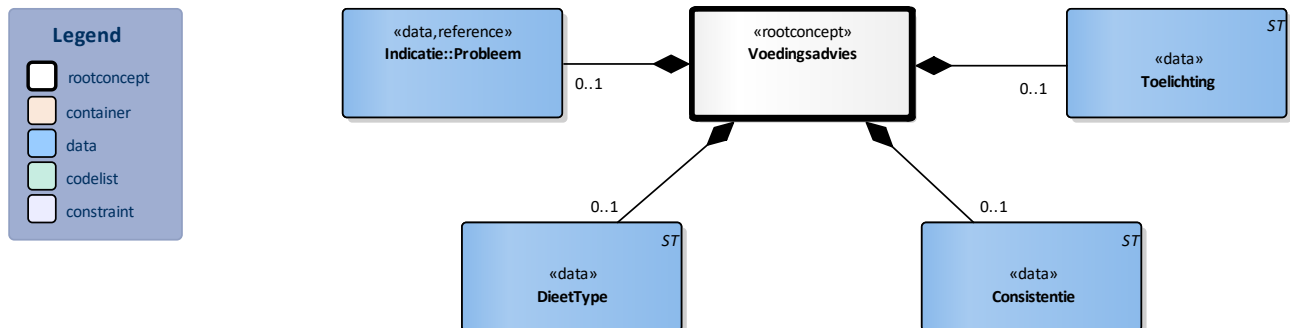 Legend
rootconcept
container
data
codelist
constraint
«data,reference»
Indicatie::Probleem
0..1
«rootconcept»
Voedingsadvies
0..1
ST
«data»
Toelichting
0..1
ST
«data»
DieetType
0..1
ST
«data»
Consistentie